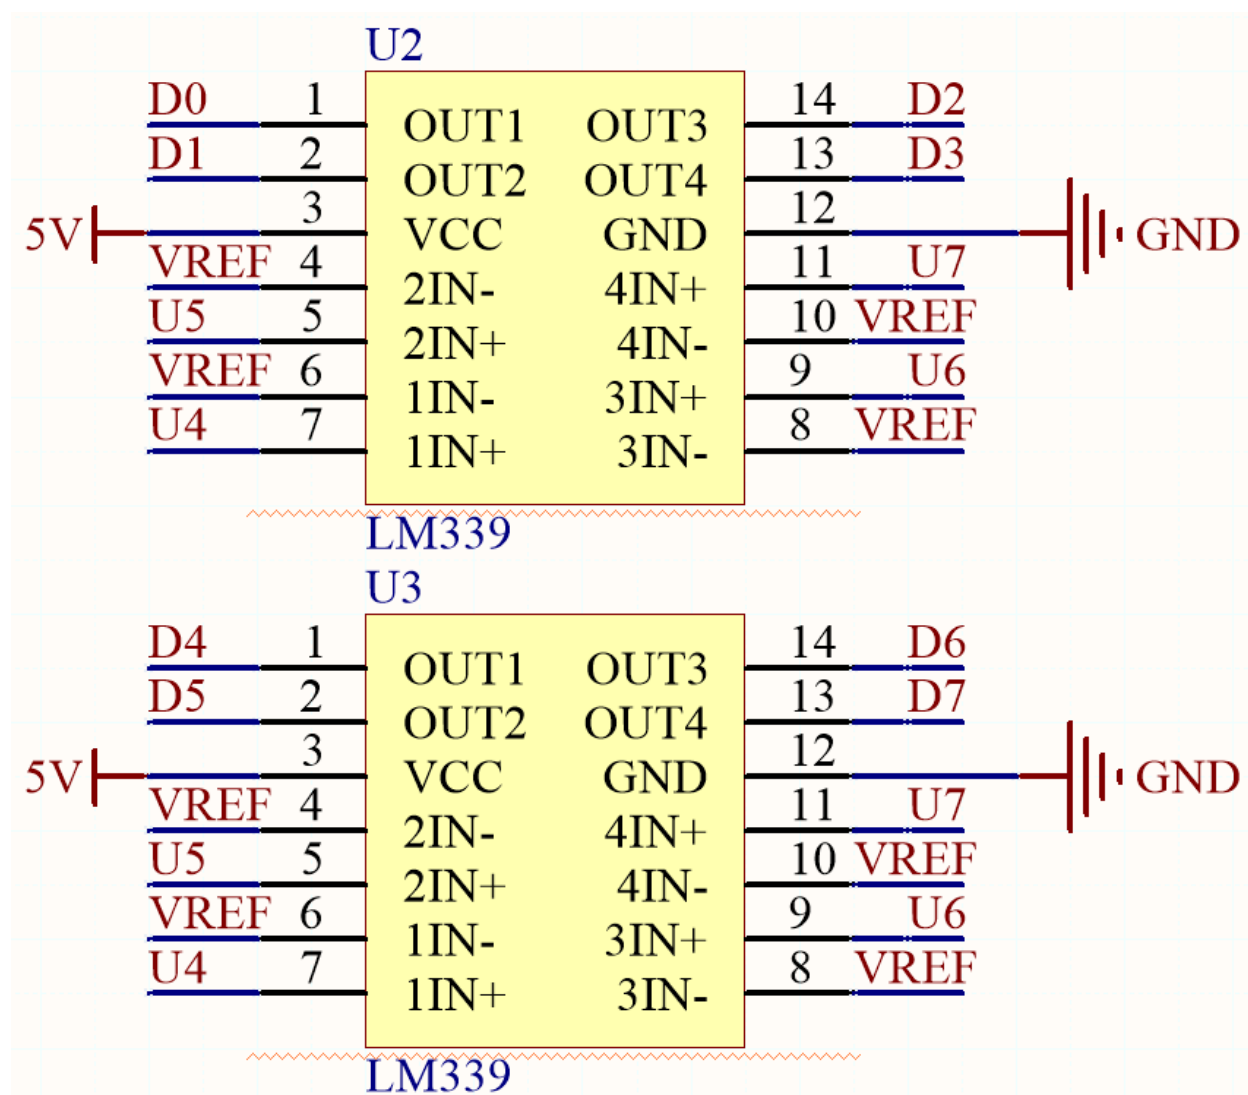 U2
D0 1 OUT1 OUT3 14 D2
D1 2 OUT2 OUT4 13 D3
5V 3 VCC GND 12 GND
VREF 4 2IN- 4IN+ 11 U7
U5 5 2IN+ 4IN- 10 VREF
VREF 6 1IN- 3IN+ 9 U6
U4 7 1IN+ 3IN- 8 VREF
LM339
U3
D4 1 OUT1 OUT3 14 D6
D5 2 OUT2 OUT4 13 D7
5V 3 VCC GND 12 GND
VREF 4 2IN- 4IN+ 11 U7
U5 5 2IN+ 4IN- 10 VREF
VREF 6 1IN- 3IN+ 9 U6
U4 7 1IN+ 3IN- 8 VREF
LM339